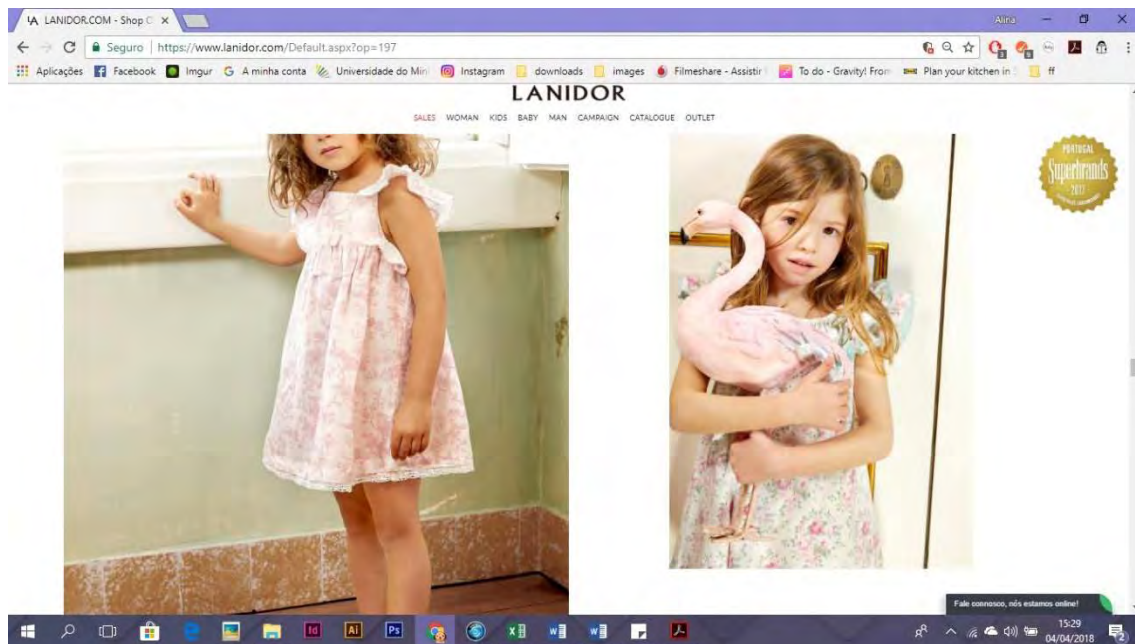 LANIDOR.COM - Shop
Alina
Seguro https://www.lanidor.com/Default.aspx?op=197
Aplicações Facebook Imgur A minha conta Universidade do Min Instagram downloads images Filmeshare - Assistir To do - Gravity! From Plan your kitchen in ff
LANIDOR
SALES WOMAN KIDS BABY MAN CAMPAIGN CATALOGUE OUTLET
PORTUGAL
Superbrands
2017
Fale connosco, nós estamos online!
Id Ai Ps
15:29
04/04/2018